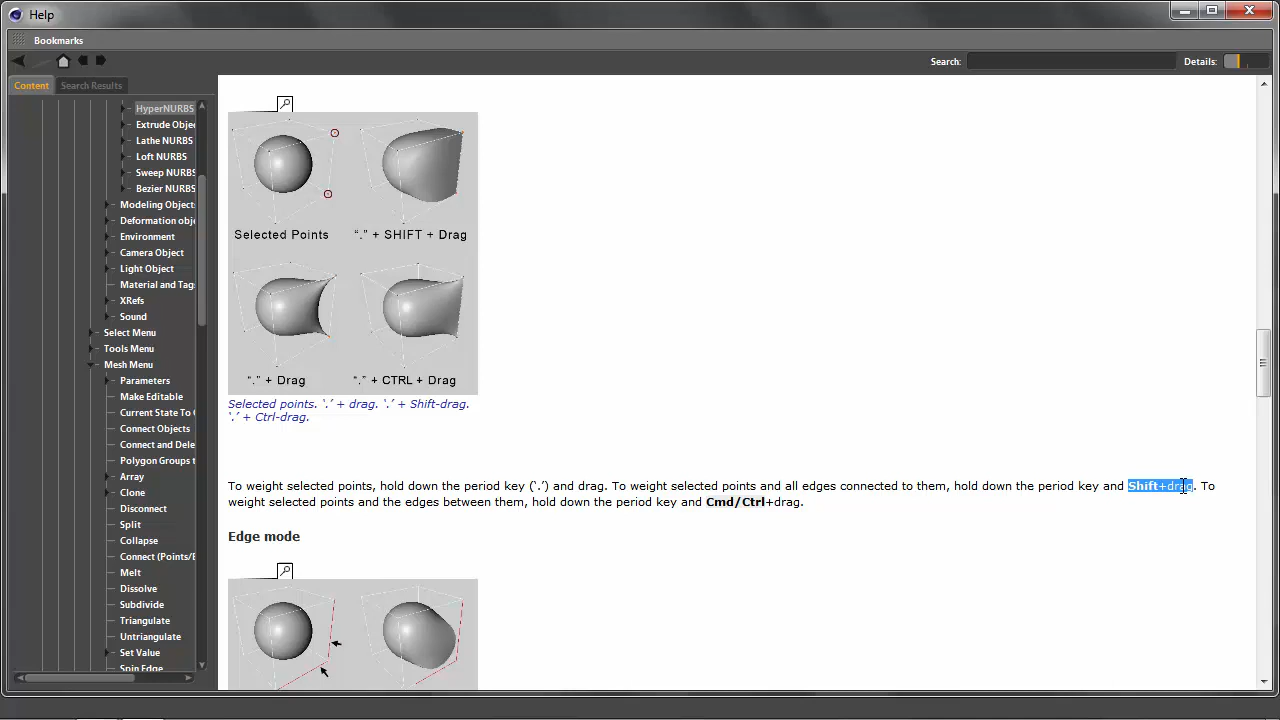 Help
Bookmarks
Search:
Details:
Content
Search Results
HyperNURBS
Extrude Objec
Lathe NURBS
Loft NURBS
Sweep NURBS
Bezier NURBS
Modeling Objects
Deformation obje
Environment
Camera Object
Light Object
Material and Tags
XRefs
Sound
Select Menu
Tools Menu
Mesh Menu
Parameters
Make Editable
Current State To O
Connect Objects
Connect and Dele
Polygon Groups t
Array
Clone
Disconnect
Split
Collapse
Connect (Points/E
Melt
Dissolve
Subdivide
Triangulate
Untriangulate
Set Value
Spin Edge
Selected Points
“.” + SHIFT + Drag
“.” + Drag
“.” + CTRL + Drag
Selected points. ‘.’ + drag. ‘.’ + Shift-drag.
‘.’ + Ctrl-drag.
To weight selected points, hold down the period key (‘.’) and drag. To weight selected points and all edges connected to them, hold down the period key and Shift+drag. To
weight selected points and the edges between them, hold down the period key and Cmd/Ctrl+drag.
Edge mode